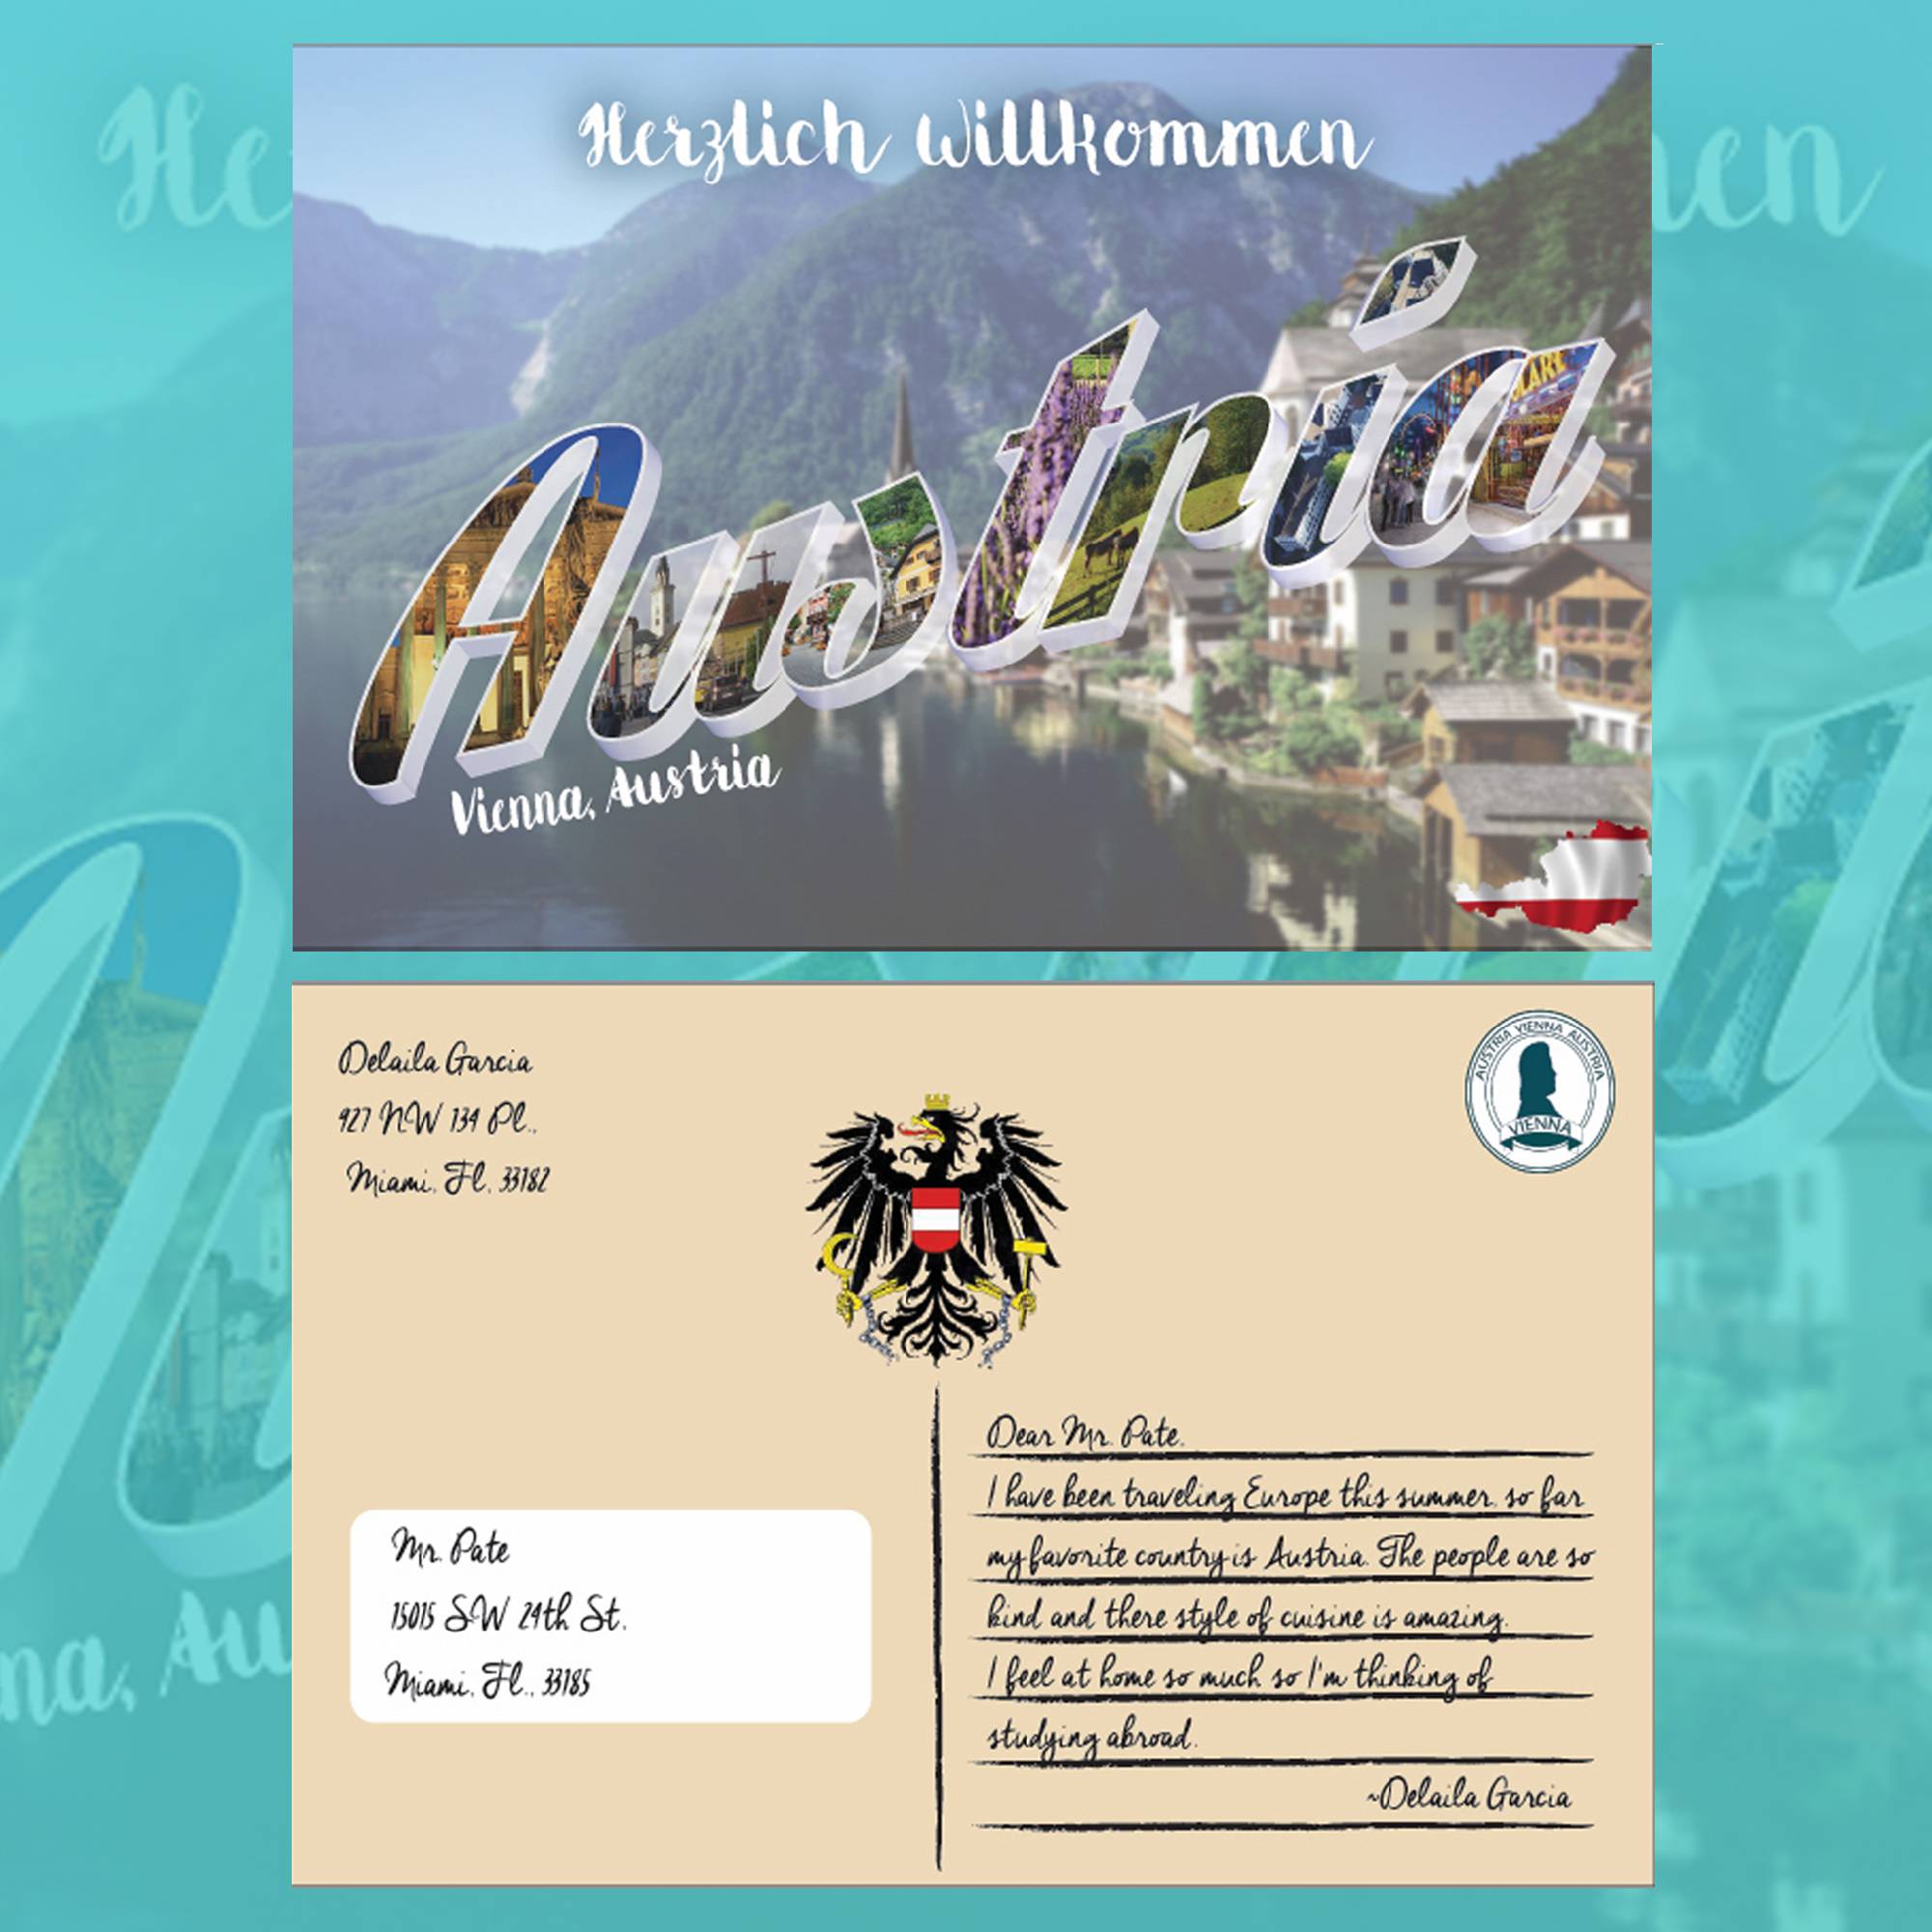 Herzlich Willkommen
Austria
Vienna, Austria
Delaila Garcia
927 NW 134 Pl.,
Miami, Fl, 33182
AUSTRIA VIENNA AUSTRIA
VIENNA
Mr. Pate
15015 SW 24th St.
Miami, Fl., 33185
Dear Mr. Pate,
I have been traveling Europe this summer, so far
my favorite country is Austria. The people are so
kind and there style of cuisine is amazing.
I feel at home so much so I'm thinking of
studying abroad.
~Delaila Garcia